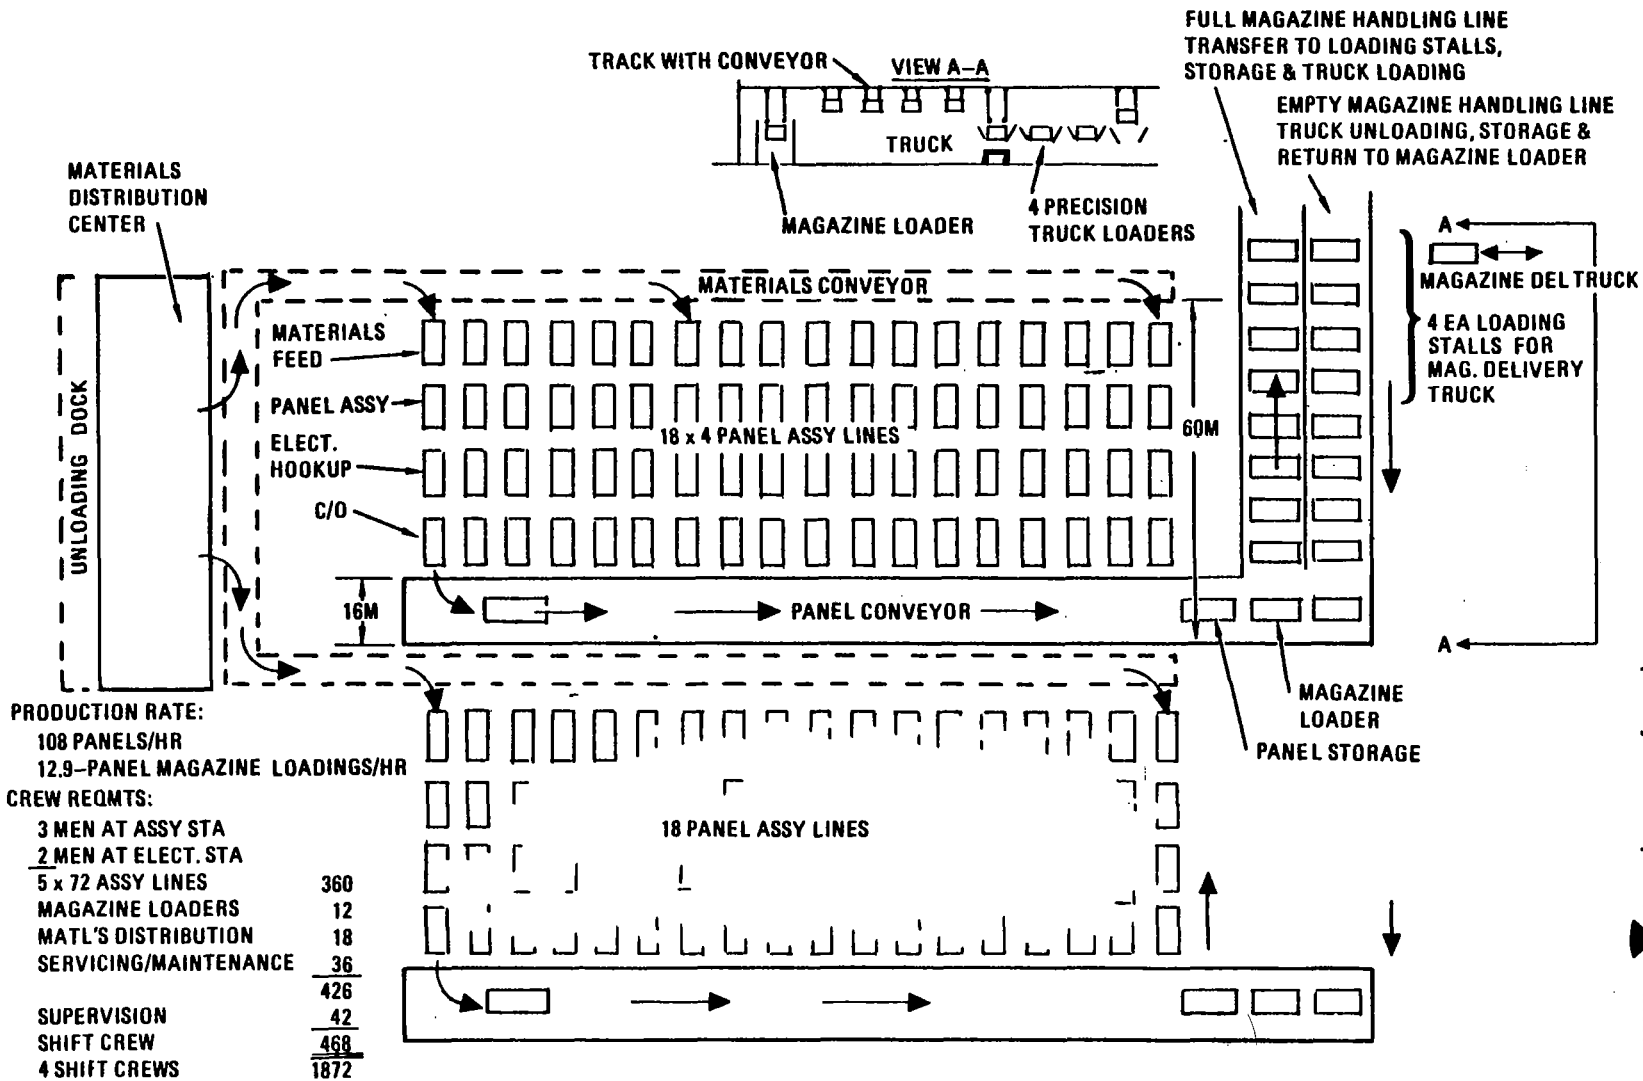 FULL MAGAZINE HANDLING LINE
TRANSFER TO LOADING STALLS,
STORAGE & TRUCK LOADING
EMPTY MAGAZINE HANDLING LINE
TRUCK UNLOADING, STORAGE &
RETURN TO MAGAZINE LOADER
TRACK WITH CONVEYOR
VIEW A–A
TRUCK
MAGAZINE LOADER
4 PRECISION
TRUCK LOADERS
MATERIALS
DISTRIBUTION
CENTER
A
MAGAZINE DEL TRUCK
4 EA LOADING
STALLS FOR
MAG. DELIVERY
TRUCK
A
UNLOADING DOCK
MATERIALS CONVEYOR
MATERIALS
FEED
PANEL ASSY
18 x 4 PANEL ASSY LINES
60M
ELECT.
HOOKUP
C/O
16M
PANEL CONVEYOR
MAGAZINE
LOADER
PANEL STORAGE
18 PANEL ASSY LINES
PRODUCTION RATE:
108 PANELS/HR
12.9–PANEL MAGAZINE LOADINGS/HR
CREW REQMTS:
3 MEN AT ASSY STA
2 MEN AT ELECT. STA
5 x 72 ASSY LINES 360
MAGAZINE LOADERS 12
MATL'S DISTRIBUTION 18
SERVICING/MAINTENANCE 36
426
SUPERVISION 42
SHIFT CREW 468
4 SHIFT CREWS 1872